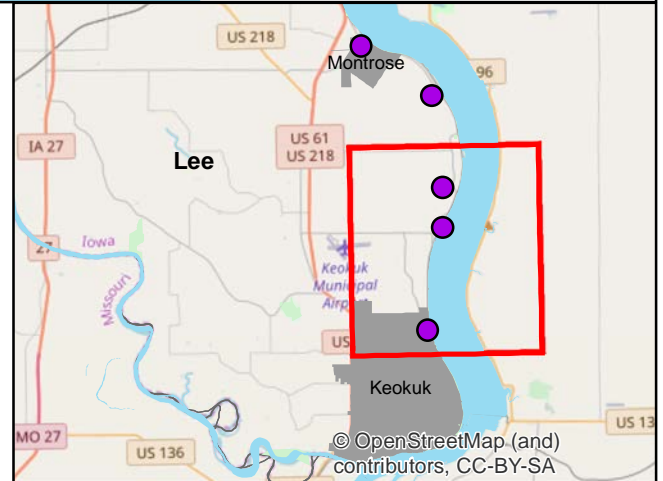 US 218
Montrose
96
US 61
US 218
IA 27
Lee
Iowa
27
Missouri
Keokuk
Municipal
Airp
US
Keokuk
US 13
MO 27
US 136
© OpenStreetMap (and)
contributors, CC-BY-SA